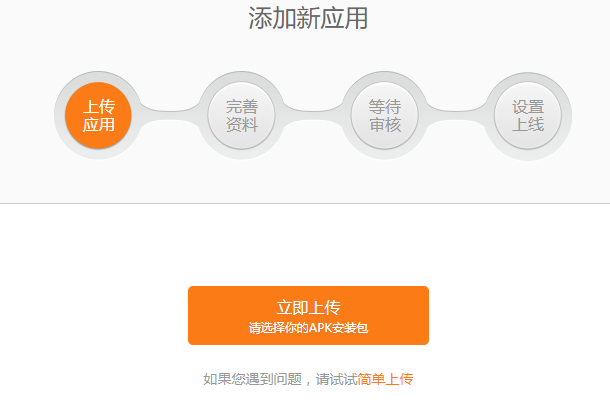 添加新应用
上传
应用
完善
资料
等待
审核
设置
上线
立即上传
请选择你的APK安装包
如果您遇到问题，请试试简单上传